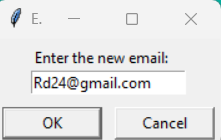 E.
Enter the new email:
Rd24@gmail.com
OK Cancel